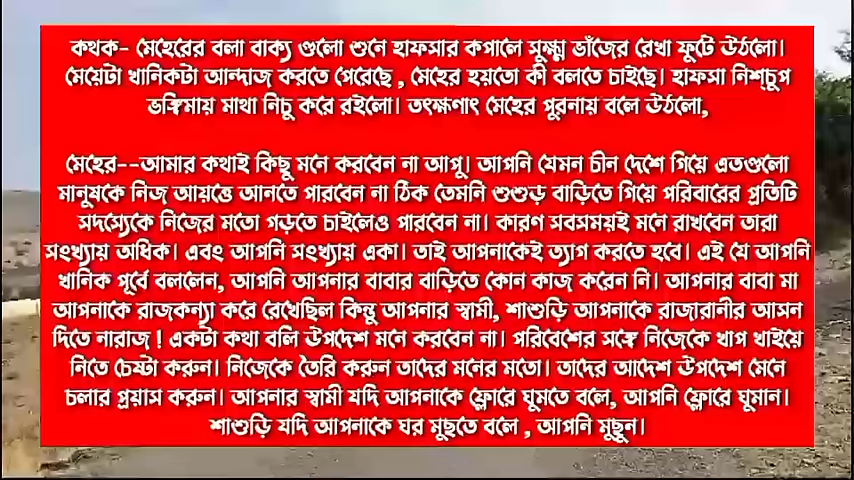 কথক- মেহেরের বলা বাক্য গুলো শুনে হাফসার কপালে সুক্ষ্ম ভাঁজের রেখা ফুটে উঠলো।
মেয়েটা খানিকটা আন্দাজ করতে পেরেছে , মেহের হয়তো কী বলতে চাইছে। হাফসা নিশ্চুপ
ভঙ্গিমায় মাথা নিচু করে রইলো। তৎক্ষণাৎ মেহের পুরনায় বলে উঠলো,
মেহের--আমার কথাই কিছু মনে করবেন না আপু। আপনি যেমন চীন দেশে গিয়ে এতগুলো
মানুষকে নিজ আয়ত্তে আনতে পারবেন না ঠিক তেমনি শুশুড় বাড়িতে গিয়ে পরিবারের প্রতিটি
সদস্যেকে নিজের মতো গড়তে চাইলেও পারবেন না। কারণ সবসময়ই মনে রাখবেন তারা
সংখ্যায় অধিক। এবং আপনি সংখ্যায় একা। তাই আপনাকেই ত্যাগ করতে হবে। এই যে আপনি
খানিক পূর্বে বললেন, আপনি আপনার বাবার বাড়িতে কোন কাজ করেন নি। আপনার বাবা মা
আপনাকে রাজকন্যা করে রেখেছিল কিন্তু আপনার স্বামী, শাশুড়ি আপনাকে রাজারানীর আসন
দিতে নারাজ ! একটা কথা বলি উপদেশ মনে করবেন না। পরিবেশের সঙ্গে নিজেকে খাপ খাইয়ে
নিতে চেষ্টা করুন। নিজেকে তৈরি করুন তাদের মনের মতো। তাদের আদেশ উপদেশ মেনে
চলার প্রয়াস করুন। আপনার স্বামী যদি আপনাকে ফ্লোরে ঘুমতে বলে, আপনি ফ্লোরে ঘুমান।
শাশুড়ি যদি আপনাকে ঘর মুছতে বলে , আপনি মুছুন।